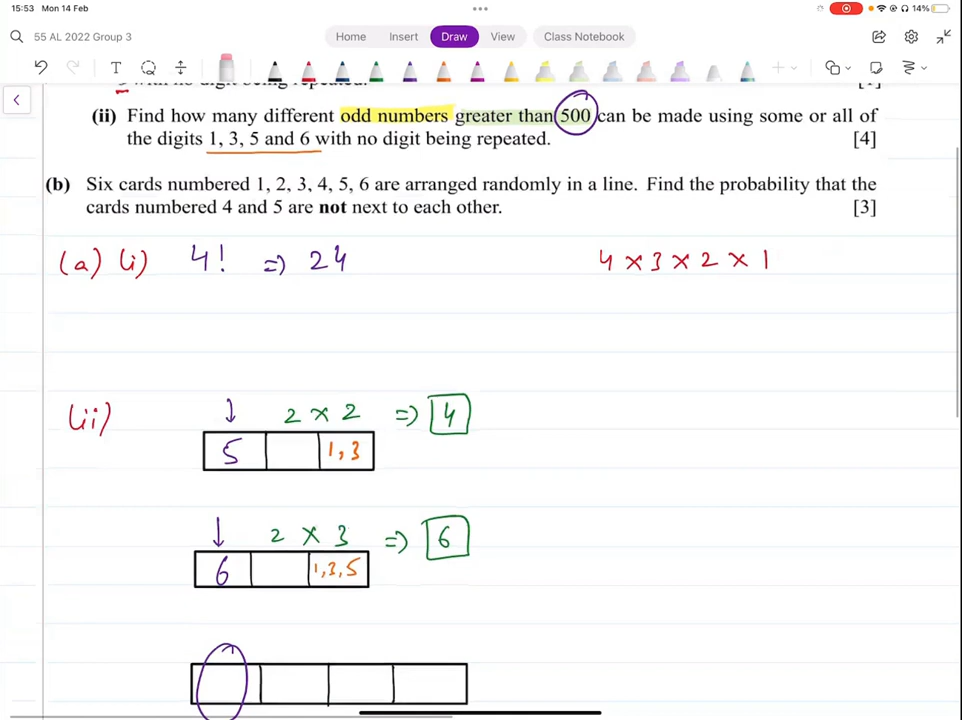 15:53 Mon 14 Feb
14%
55 AL 2022 Group 3
Home Insert Draw View Class Notebook
(ii) Find how many different odd numbers greater than 500 can be made using some or all of
the digits 1, 3, 5 and 6 with no digit being repeated. [4]
(b) Six cards numbered 1, 2, 3, 4, 5, 6 are arranged randomly in a line. Find the probability that the
cards numbered 4 and 5 are not next to each other. [3]
(a) (i) 4! => 24 4 × 3 × 2 × 1
(ii) ↓ 2 × 2 => 4
5 1,3
↓ 2 × 3 => 6
6 1,3,5